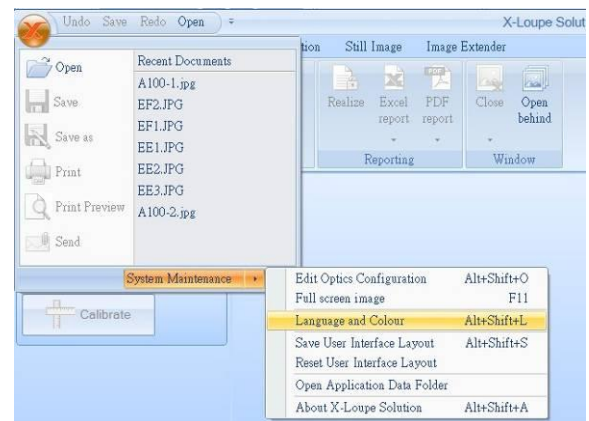 Undo Save Redo Open
X-Loupe Solu
tion Still Image Image Extender
Open
Save
Save as
Print
Print Preview
Send
Recent Documents
A100-1.jpg
EF2.JPG
EF1.JPG
EE1.JPG
EE2.JPG
EE3.JPG
A100-2.jpg
Realize Excel report PDF report
Reporting
Close Open behind
Window
System Maintenance
Calibrate
Edit Optics Configuration Alt+Shift+O
Full screen image F11
Language and Colour Alt+Shift+L
Save User Interface Layout Alt+Shift+S
Reset User Interface Layout
Open Application Data Folder
About X-Loupe Solution Alt+Shift+A